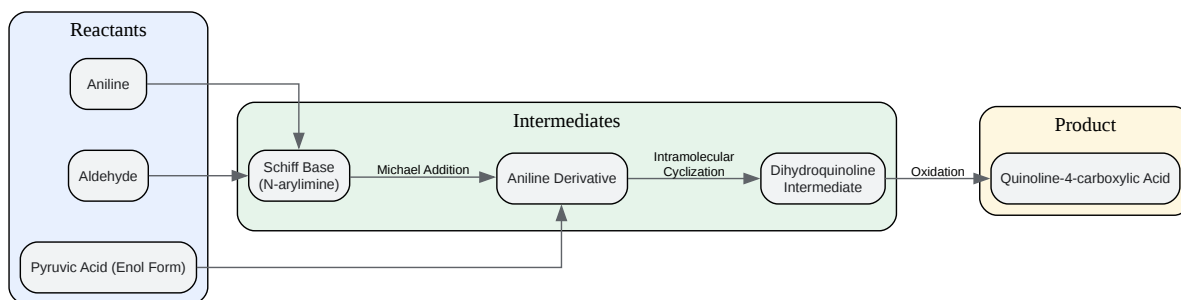 Reactants
Aniline
Aldehyde
Pyruvic Acid (Enol Form)
Intermediates
Schiff Base
(N-arylimine)
Michael Addition
Aniline Derivative
Intramolecular
Cyclization
Dihydroquinoline
Intermediate
Oxidation
Product
Quinoline-4-carboxylic Acid